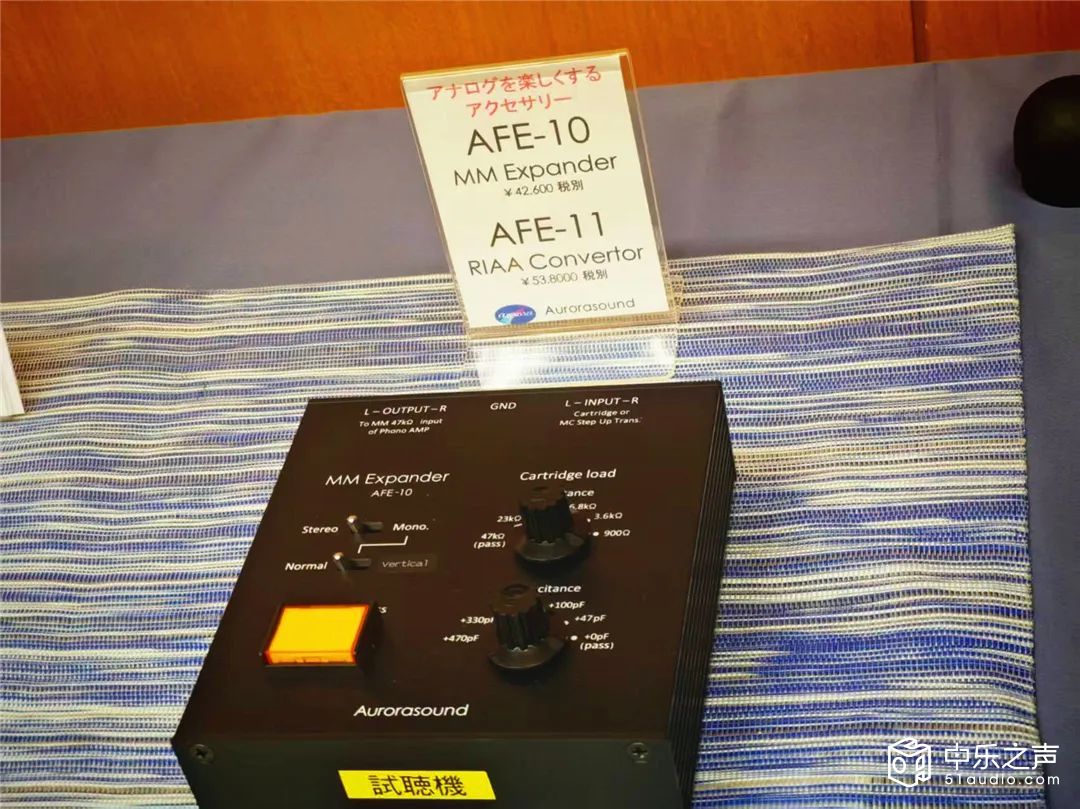 アナログを楽しくする
アクセサリー
AFE-10
MM Expander
￥42,600 税別
AFE-11
RIAA Convertor
￥53,8000 税別
Aurorasound
L – OUTPUT – R
To MM 47kΩ input
of Phono AMP
GND
L – INPUT – R
Cartridge or
MC Step Up Trans.
MM Expander
AFE-10
Stereo
Mono.
Normal
vertical
Cartridge load
6.8kΩ
23kΩ
3.6kΩ
47kΩ
(pass)
900Ω
+100pF
+330pF
+47pF
+470pF
+0pF
(pass)
Aurorasound
試聴機
中乐之声
51audio.com